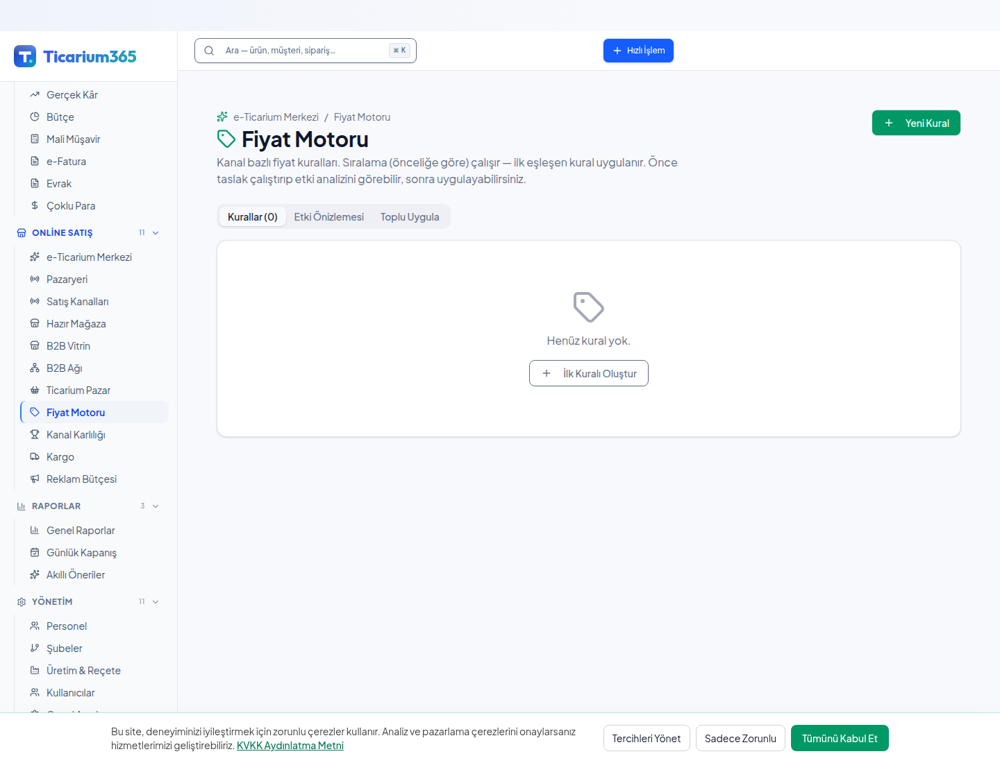 Ticarium365
Ara — ürün, müşteri, sipariş...
⌘ K
Hızlı İşlem
Gerçek Kâr
Bütçe
Mali Müşavir
e-Fatura
Evrak
Çoklu Para
ONLİNE SATIŞ 11
e-Ticarium Merkezi
Pazaryeri
Satış Kanalları
Hazır Mağaza
B2B Vitrin
B2B Ağı
Ticarium Pazar
Fiyat Motoru
Kanal Karlılığı
Kargo
Reklam Bütçesi
RAPORLAR 3
Genel Raporlar
Günlük Kapanış
Akıllı Öneriler
YÖNETİM 11
Personel
Şubeler
Üretim & Reçete
Kullanıcılar
e-Ticarium Merkezi / Fiyat Motoru
Yeni Kural
Fiyat Motoru
Kanal bazlı fiyat kuralları. Sıralama (önceliğe göre) çalışır — ilk eşleşen kural uygulanır. Önce
taslak çalıştırıp etki analizini görebilir, sonra uygulayabilirsiniz.
Kurallar (0) Etki Önizlemesi Toplu Uygula
Henüz kural yok.
İlk Kuralı Oluştur
Bu site, deneyiminizi iyileştirmek için zorunlu çerezler kullanır. Analiz ve pazarlama çerezlerini onaylarsanız
hizmetlerimizi geliştirebiliriz. KVKK Aydınlatma Metni
Tercihleri Yönet
Sadece Zorunlu
Tümünü Kabul Et